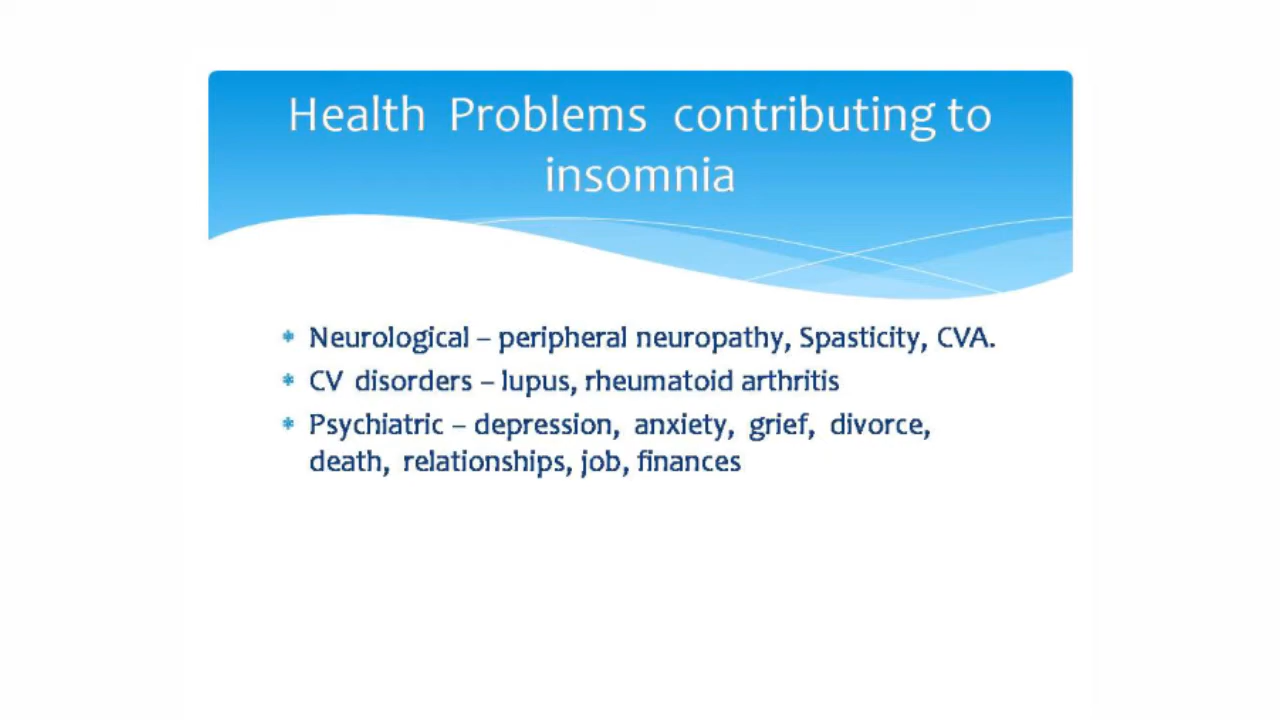 Health Problems contributing to
insomnia
* Neurological – peripheral neuropathy, Spasticity, CVA.
* CV disorders – lupus, rheumatoid arthritis
* Psychiatric – depression, anxiety, grief, divorce,
death, relationships, job, finances